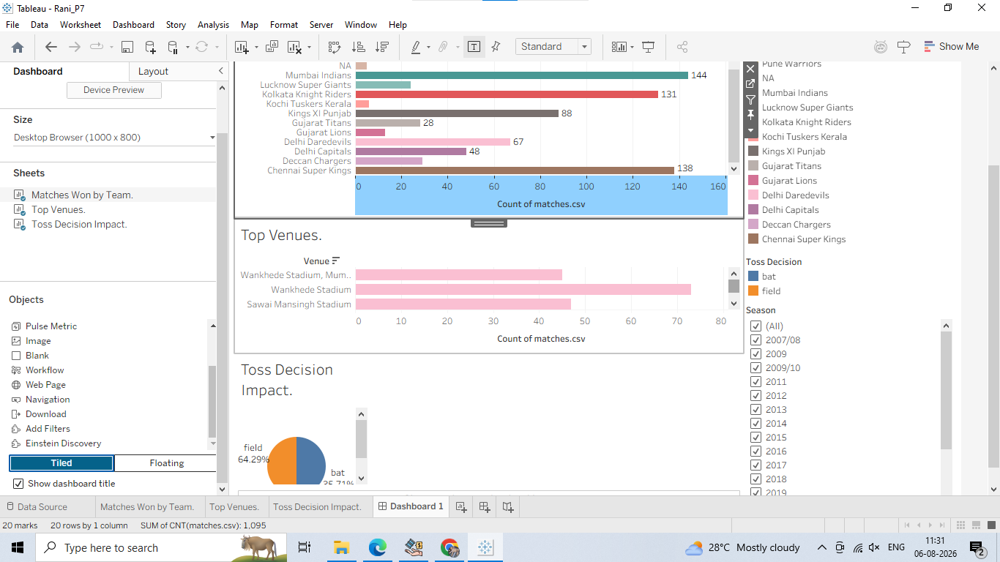 Tableau - Rani_P7
File Data Worksheet Dashboard Story Analysis Map Format Server Window Help
Standard
Show Me
Dashboard Layout
Device Preview
Size
Desktop Browser (1000 x 800)
Sheets
Matches Won by Team.
Top Venues.
Toss Decision Impact.
Objects
Pulse Metric
Image
Blank
Workflow
Web Page
Navigation
Download
Add Filters
Einstein Discovery
Tiled Floating
Show dashboard title
NA
Mumbai Indians 144
Lucknow Super Giants
Kolkata Knight Riders 131
Kochi Tuskers Kerala
Kings XI Punjab 88
Gujarat Titans 28
Gujarat Lions
Delhi Daredevils 67
Delhi Capitals 48
Deccan Chargers
Chennai Super Kings 138
0 20 40 60 80 100 120 140 160
Count of matches.csv
Top Venues.
Venue
Wankhede Stadium, Mum..
Wankhede Stadium
Sawai Mansingh Stadium
0 10 20 30 40 50 60 70 80
Count of matches.csv
Toss Decision
Impact.
field
64.29%
bat
35.71%
Pune Warriors
NA
Mumbai Indians
Lucknow Super Giants
Kolkata Knight Riders
Kochi Tuskers Kerala
Kings XI Punjab
Gujarat Titans
Gujarat Lions
Delhi Daredevils
Delhi Capitals
Deccan Chargers
Chennai Super Kings
Toss Decision
bat
field
Season
(All)
2007/08
2009
2009/10
2011
2012
2013
2014
2015
2016
2017
2018
2019
Data Source Matches Won by Team. Top Venues. Toss Decision Impact. Dashboard 1
20 marks 20 rows by 1 column SUM of CNT(matches.csv): 1,095
Type here to search
28°C Mostly cloudy
ENG
11:31
06-08-2026
2